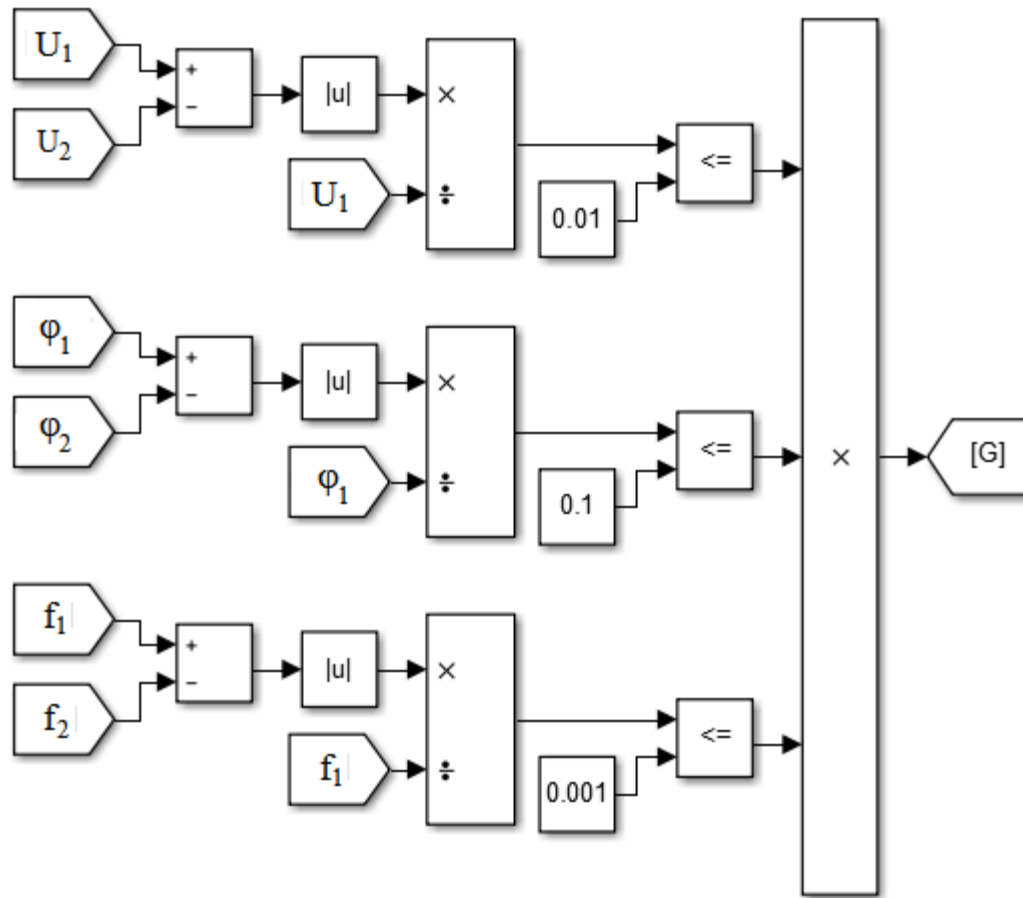 U₁
+
−
U₂
|u|
×
U₁
÷
<=
0.01
φ₁
+
−
φ₂
|u|
×
φ₁
÷
<=
0.1
×
[G]
f₁
+
−
f₂
|u|
×
f₁
÷
<=
0.001